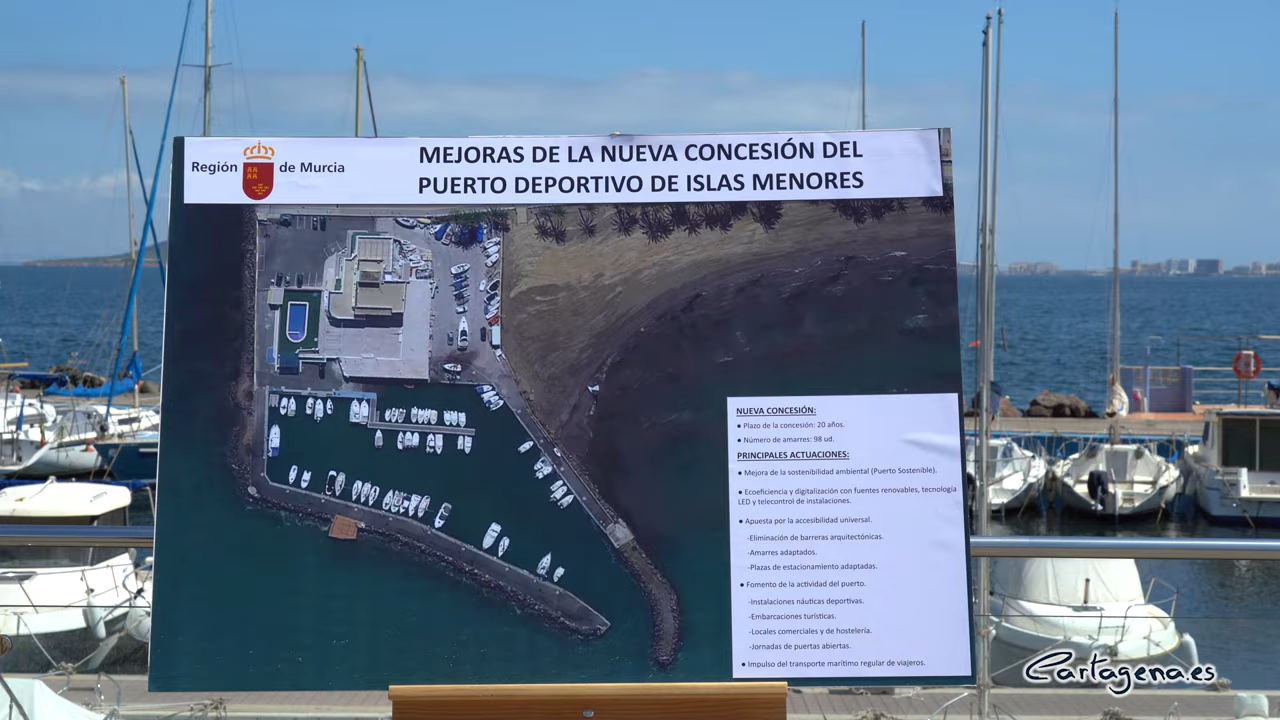 Región de Murcia
MEJORAS DE LA NUEVA CONCESIÓN DEL
PUERTO DEPORTIVO DE ISLAS MENORES
NUEVA CONCESIÓN:
● Plazo de la concesión: 20 años.
● Número de amarres: 98 ud.
PRINCIPALES ACTUACIONES:
● Mejora de la sostenibilidad ambiental (Puerto Sostenible).
● Ecoeficiencia y digitalización con fuentes renovables, tecnología
LED y telecontrol de instalaciones.
● Apuesta por la accesibilidad universal.
-Eliminación de barreras arquitectónicas.
-Amarres adaptados.
-Plazas de estacionamiento adaptadas.
● Fomento de la actividad del puerto.
-Instalaciones náuticas deportivas.
-Embarcaciones turísticas.
-Locales comerciales y de hostelería.
-Jornadas de puertas abiertas.
● Impulso del transporte marítimo regular de viajeros.
Cartagena.es